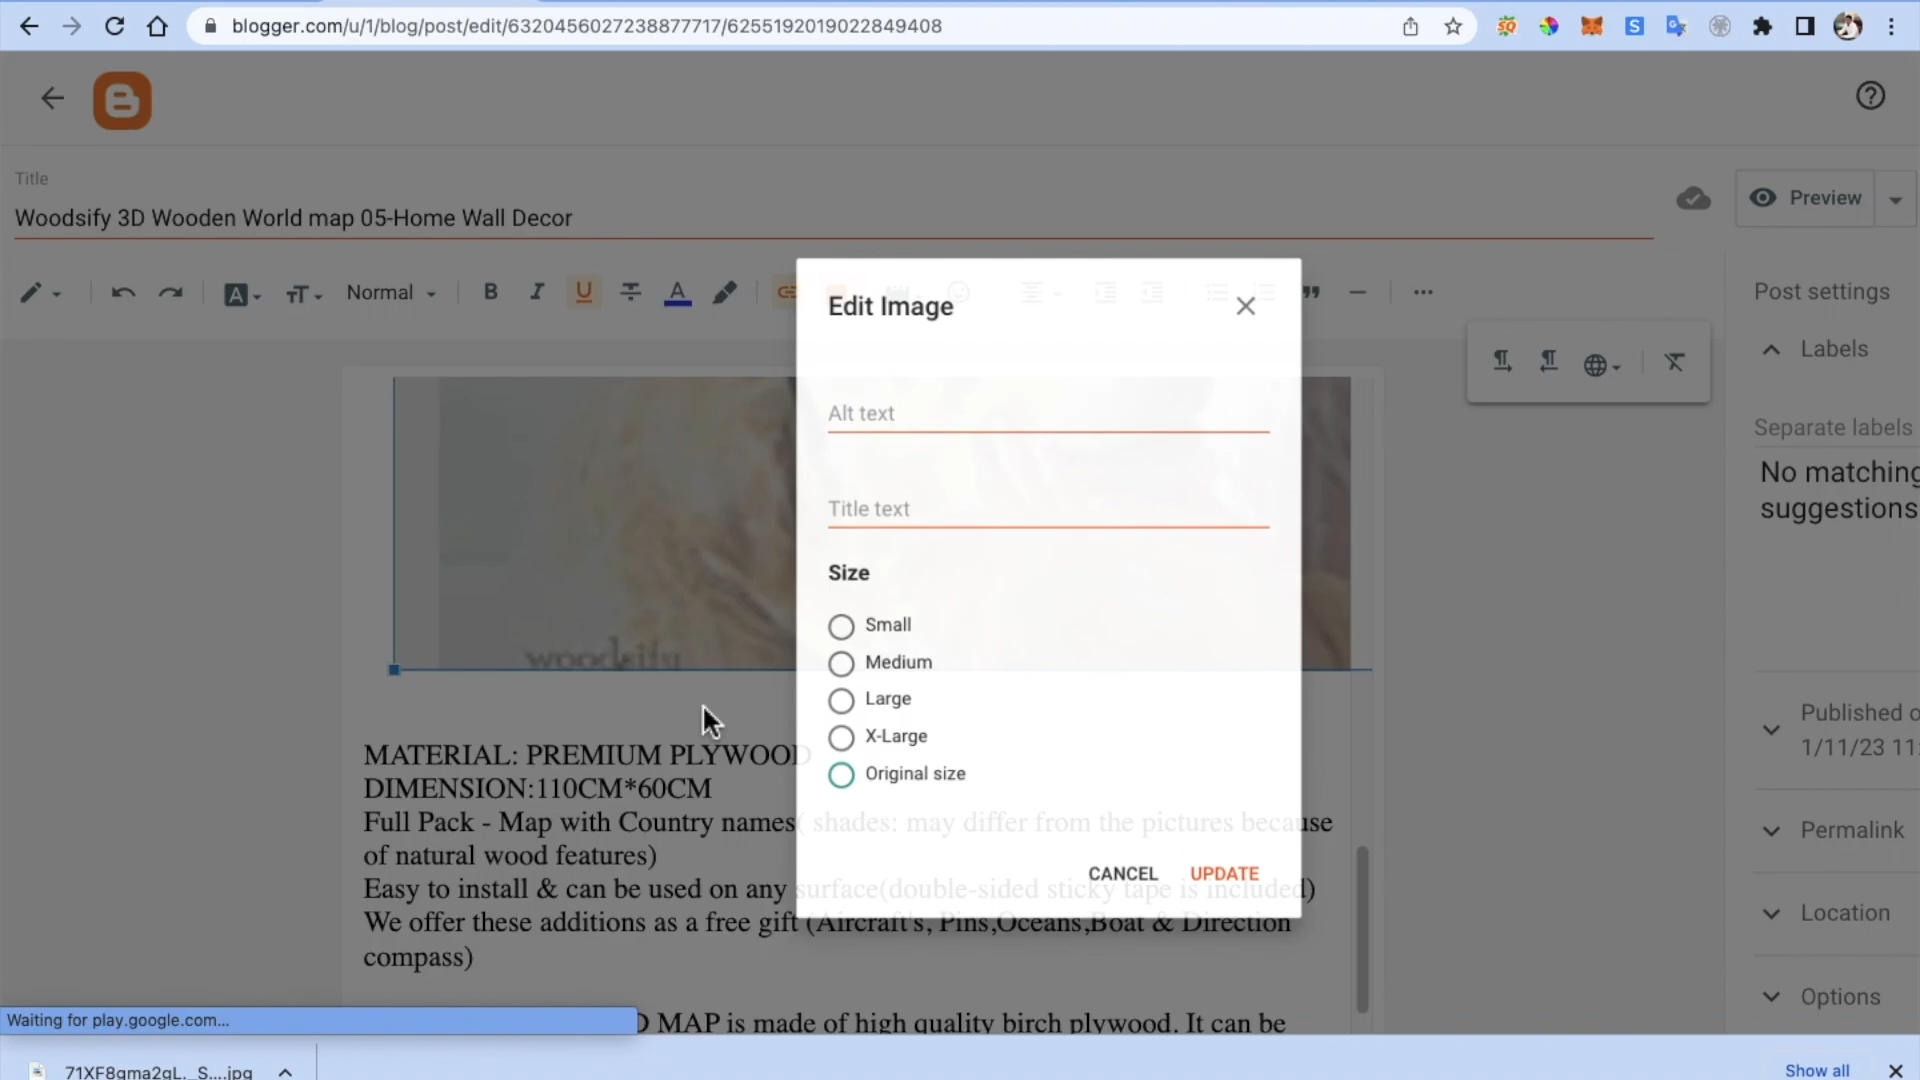 blogger.com/u/1/blog/post/edit/6320456027238877717/6255192019022849408
Title
Woodsify 3D Wooden World map 05-Home Wall Decor
Preview
Normal
Post settings
Labels
Separate labels
No matching
suggestions
Edit Image
Alt text
Title text
Size
Small
Medium
Large
X-Large
Original size
CANCEL
UPDATE
woodsify
MATERIAL: PREMIUM PLYWOOD
DIMENSION:110CM*60CM
Full Pack - Map with Country names( shades: may differ from the pictures because
of natural wood features)
Easy to install & can be used on any surface(double-sided sticky tape is included)
We offer these additions as a free gift (Aircraft's, Pins,Oceans,Boat & Direction
compass)
MAP is made of high quality birch plywood. It can be
Published o
1/11/23 11:
Permalink
Location
Options
Waiting for play.google.com...
71XF8gma2gL._S....jpg
Show all